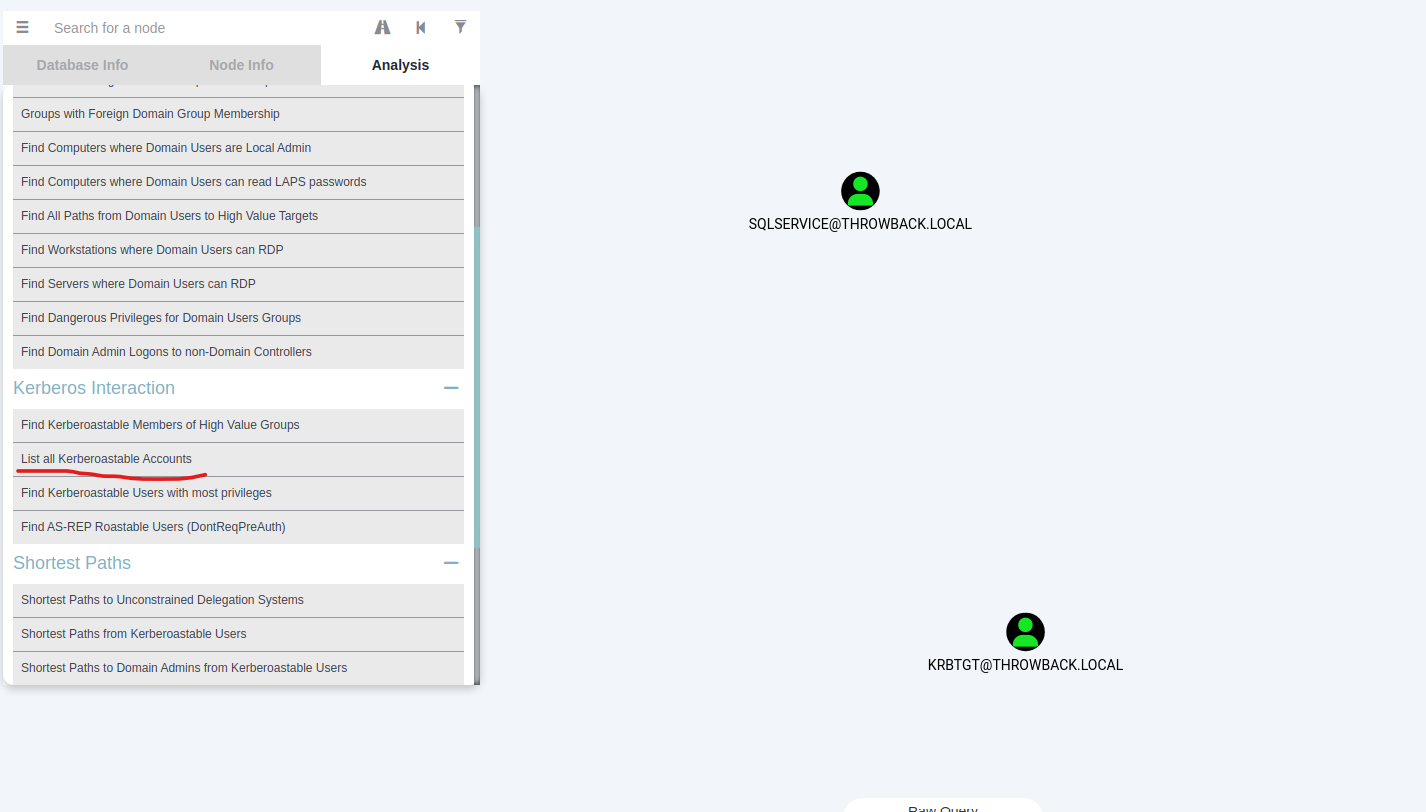 Search for a node
Database Info
Node Info
Analysis
Groups with Foreign Domain Group Membership
Find Computers where Domain Users are Local Admin
Find Computers where Domain Users can read LAPS passwords
Find All Paths from Domain Users to High Value Targets
Find Workstations where Domain Users can RDP
Find Servers where Domain Users can RDP
Find Dangerous Privileges for Domain Users Groups
Find Domain Admin Logons to non-Domain Controllers
Kerberos Interaction
Find Kerberoastable Members of High Value Groups
List all Kerberoastable Accounts
Find Kerberoastable Users with most privileges
Find AS-REP Roastable Users (DontReqPreAuth)
Shortest Paths
Shortest Paths to Unconstrained Delegation Systems
Shortest Paths from Kerberoastable Users
Shortest Paths to Domain Admins from Kerberoastable Users
SQLSERVICE@THROWBACK.LOCAL
KRBTGT@THROWBACK.LOCAL
Raw Query